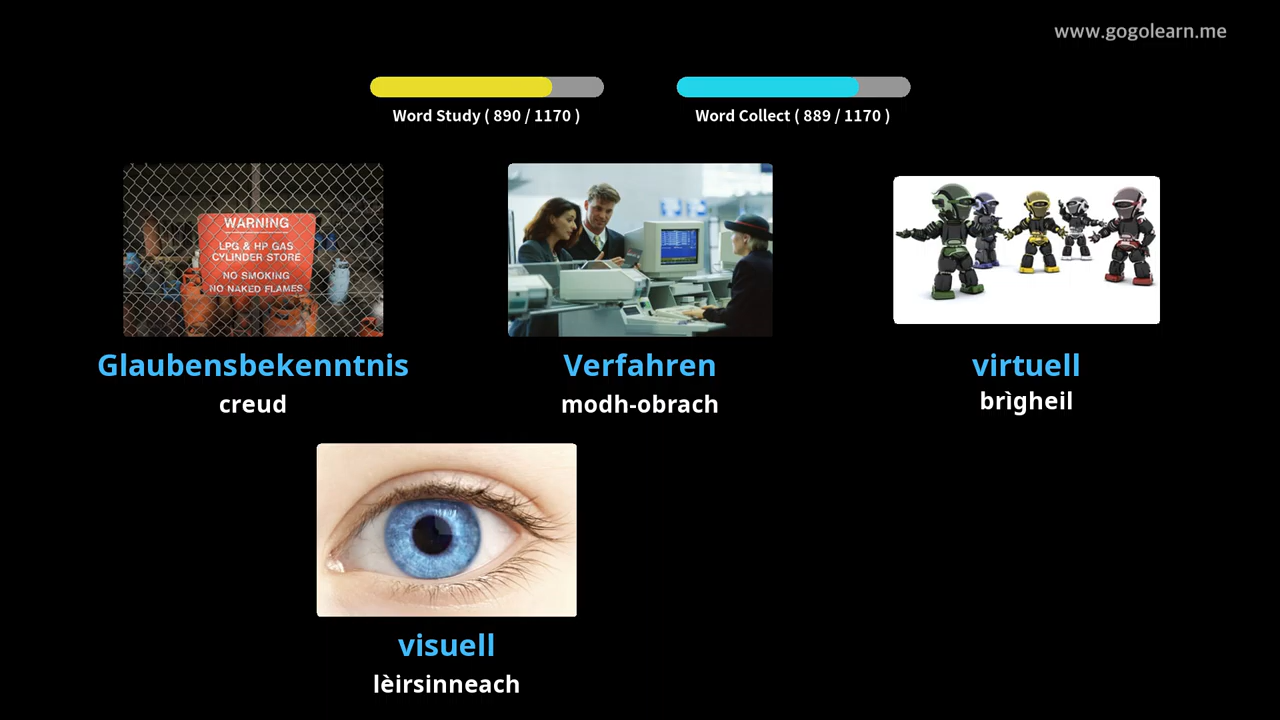 www.gogolearn.me
Word Study ( 890 / 1170 )
Word Collect ( 889 / 1170 )
WARNING
LPG & HP GAS
CYLINDER STORE
NO SMOKING
NO NAKED FLAMES
Glaubensbekenntnis
creud
Verfahren
modh-obrach
virtuell
brìgheil
visuell
lèirsinneach